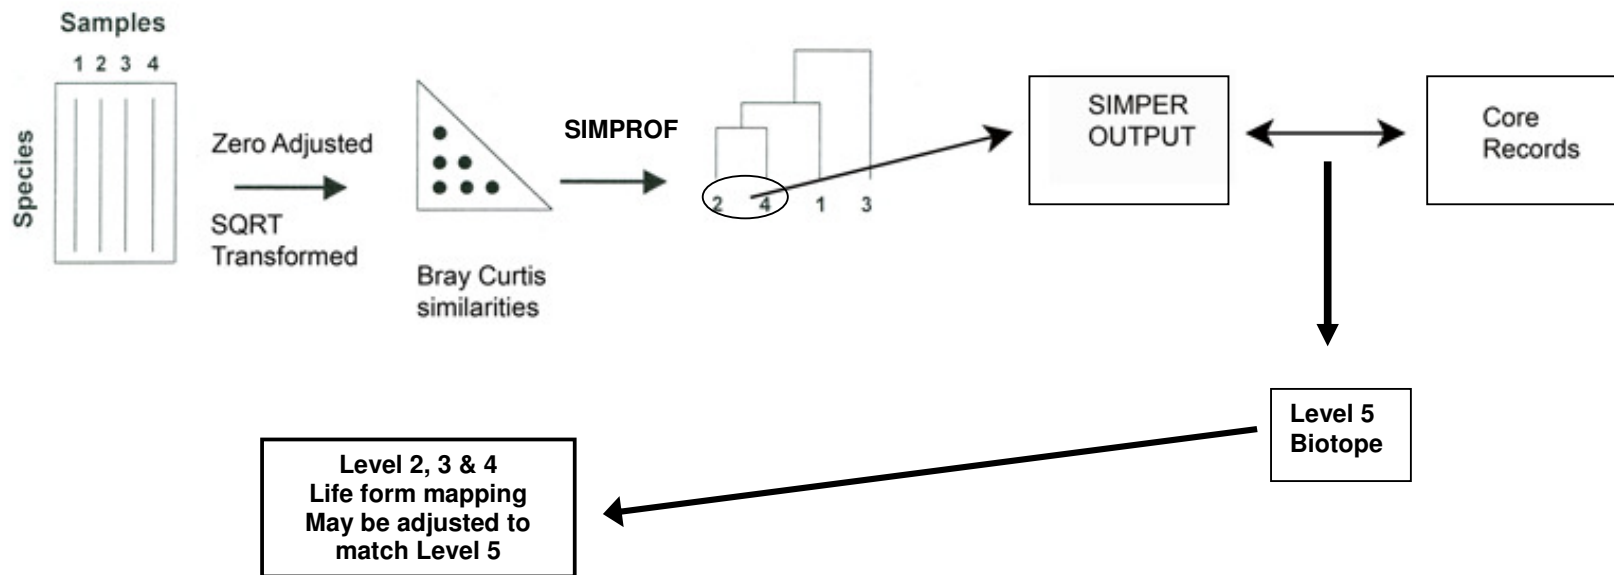 Samples
1 2 3 4
Species
Zero Adjusted
SQRT
Transformed
Bray Curtis
similarities
SIMPROF
2 4 1 3
SIMPER
OUTPUT
Core
Records
Level 5
Biotope
Level 2, 3 & 4
Life form mapping
May be adjusted to
match Level 5